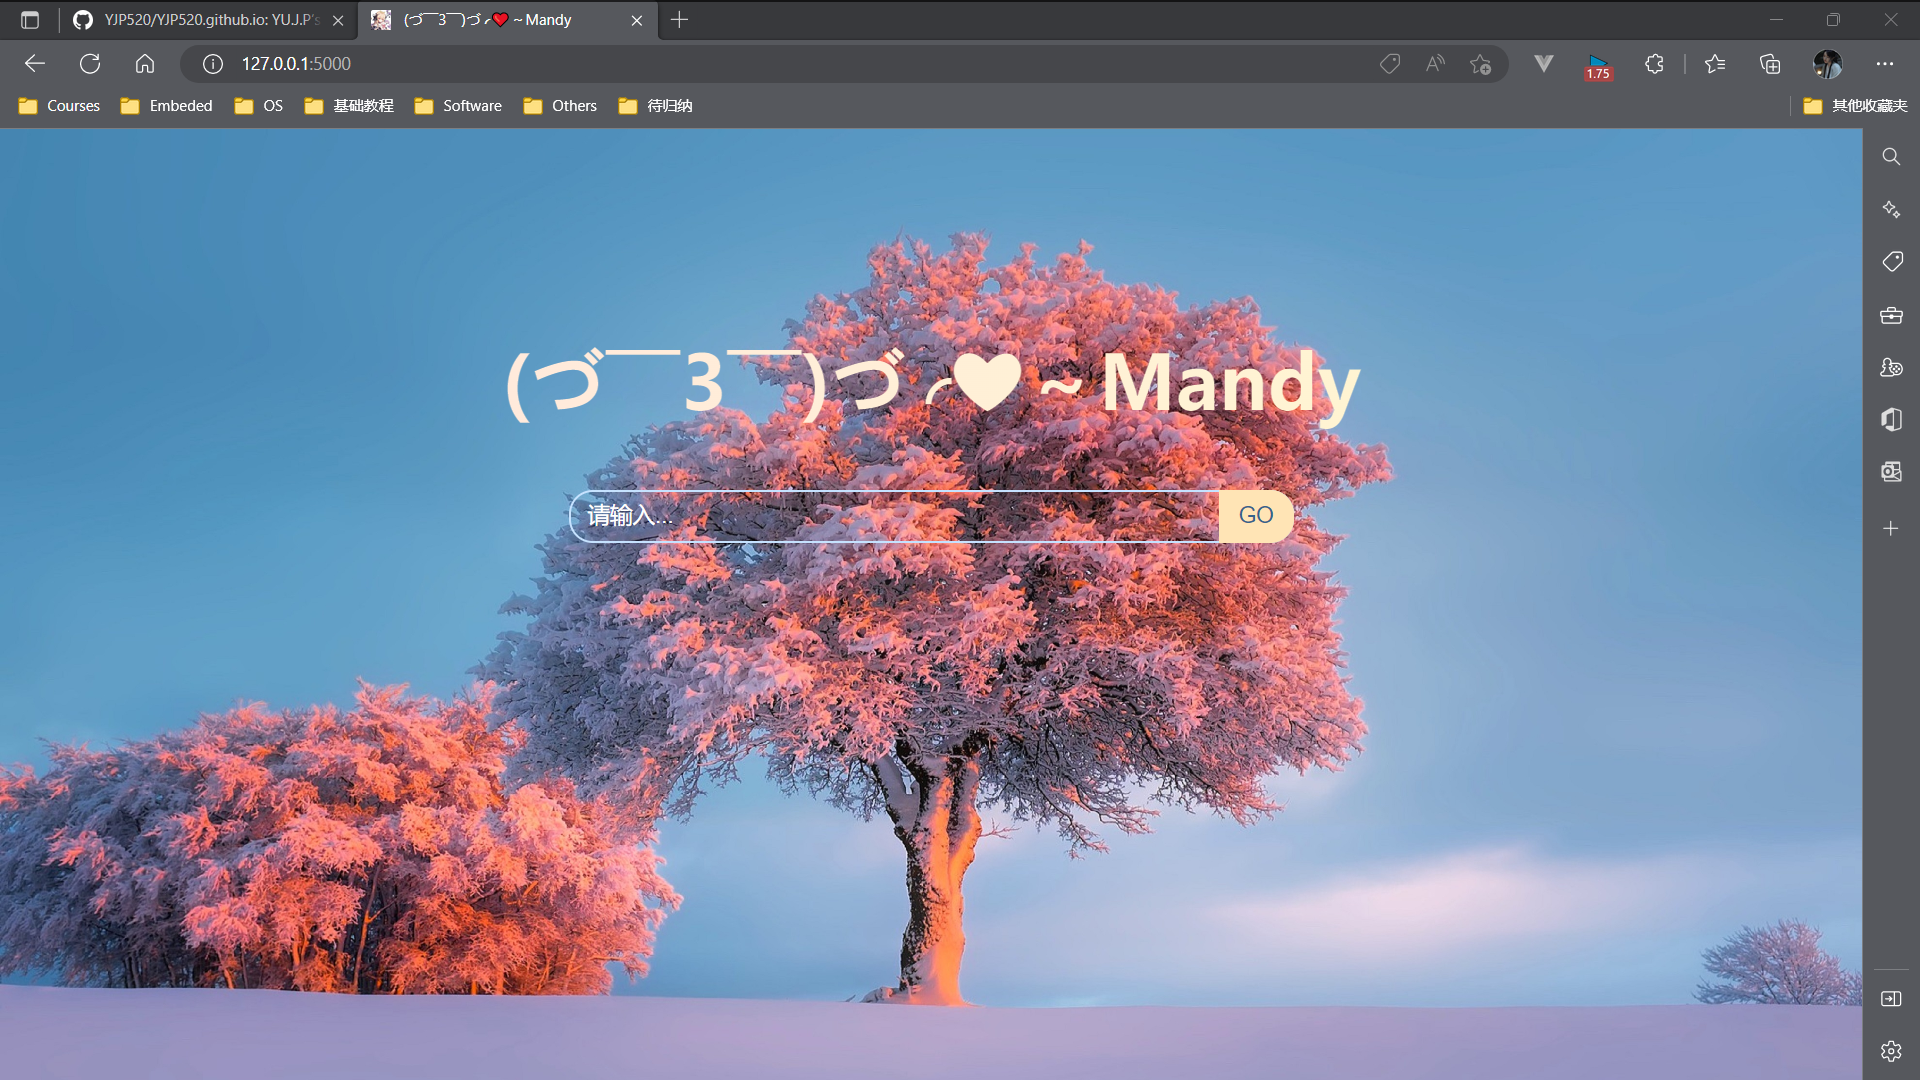 YJP520/YJP520.github.io: YU.J.P's
(づ￣3￣)づ╭❤️～Mandy
127.0.0.1:5000
1.75
Courses
Embeded
OS
基础教程
Software
Others
待归纳
其他收藏夹
(づ￣3￣)づ╭❤～Mandy
请输入...
GO